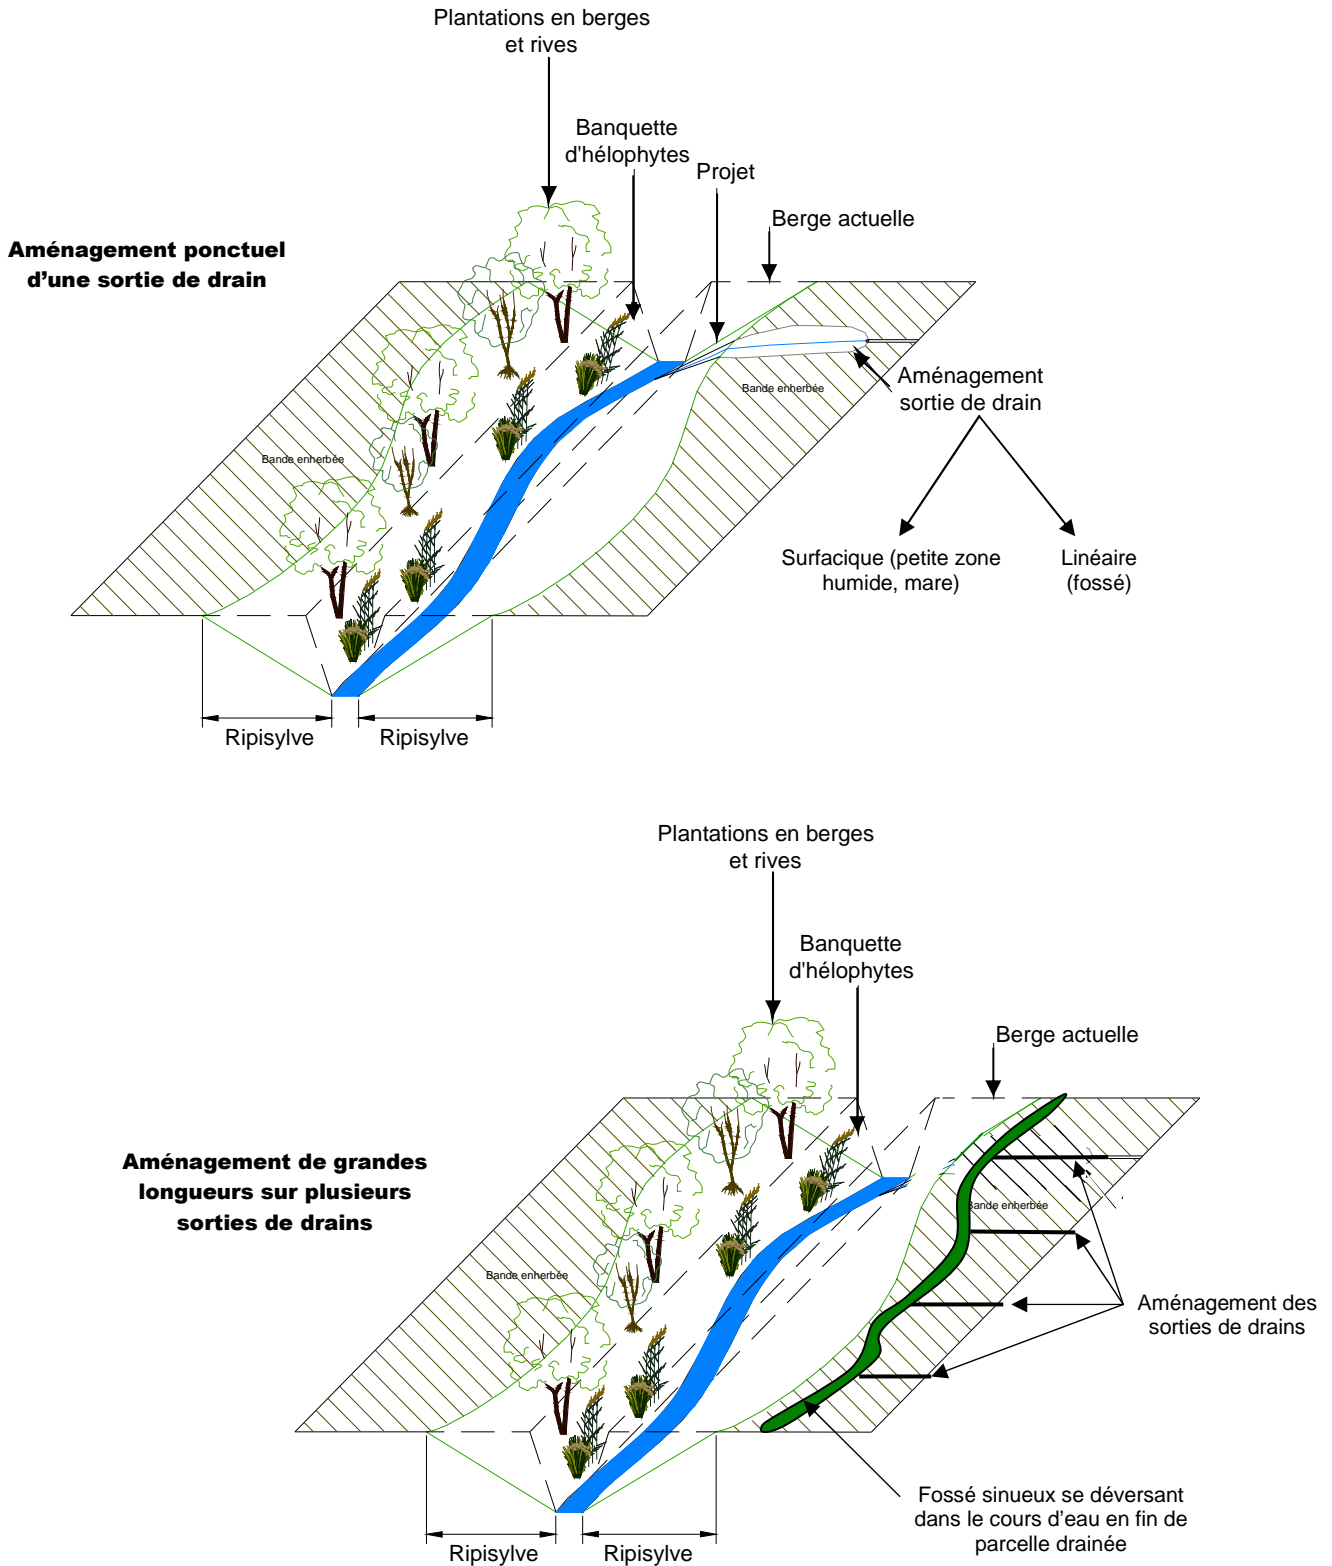 Plantations en berges
et rives
Banquette
d'hélophytes
Projet
Berge actuelle
Aménagement ponctuel
d’une sortie de drain
Bande enherbée
Aménagement
sortie de drain
Bande enherbée
Surfacique (petite zone
humide, mare)
Linéaire
(fossé)
Ripisylve
Ripisylve
Plantations en berges
et rives
Banquette
d'hélophytes
Berge actuelle
Aménagement de grandes
longueurs sur plusieurs
sorties de drains
Bande enherbée
Bande enherbée
Aménagement des
sorties de drains
Fossé sinueux se déversant
dans le cours d’eau en fin de
parcelle drainée
Ripisylve
Ripisylve